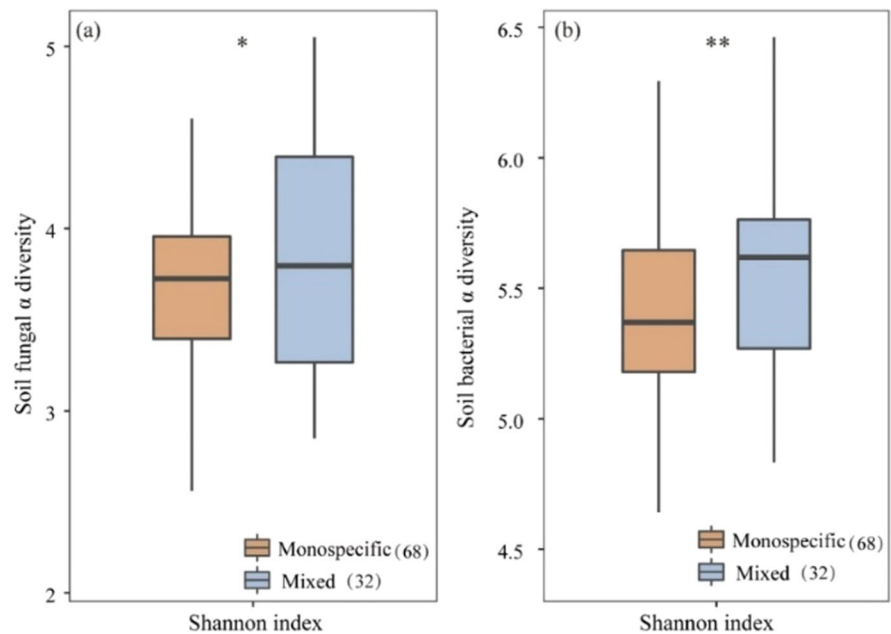 (a)
*
Soil fungal α diversity
5
4
3
2
Monospecific (68)
Mixed (32)
Shannon index
(b)
**
Soil bacterial α diversity
6.5
6.0
5.5
5.0
4.5
Monospecific (68)
Mixed (32)
Shannon index